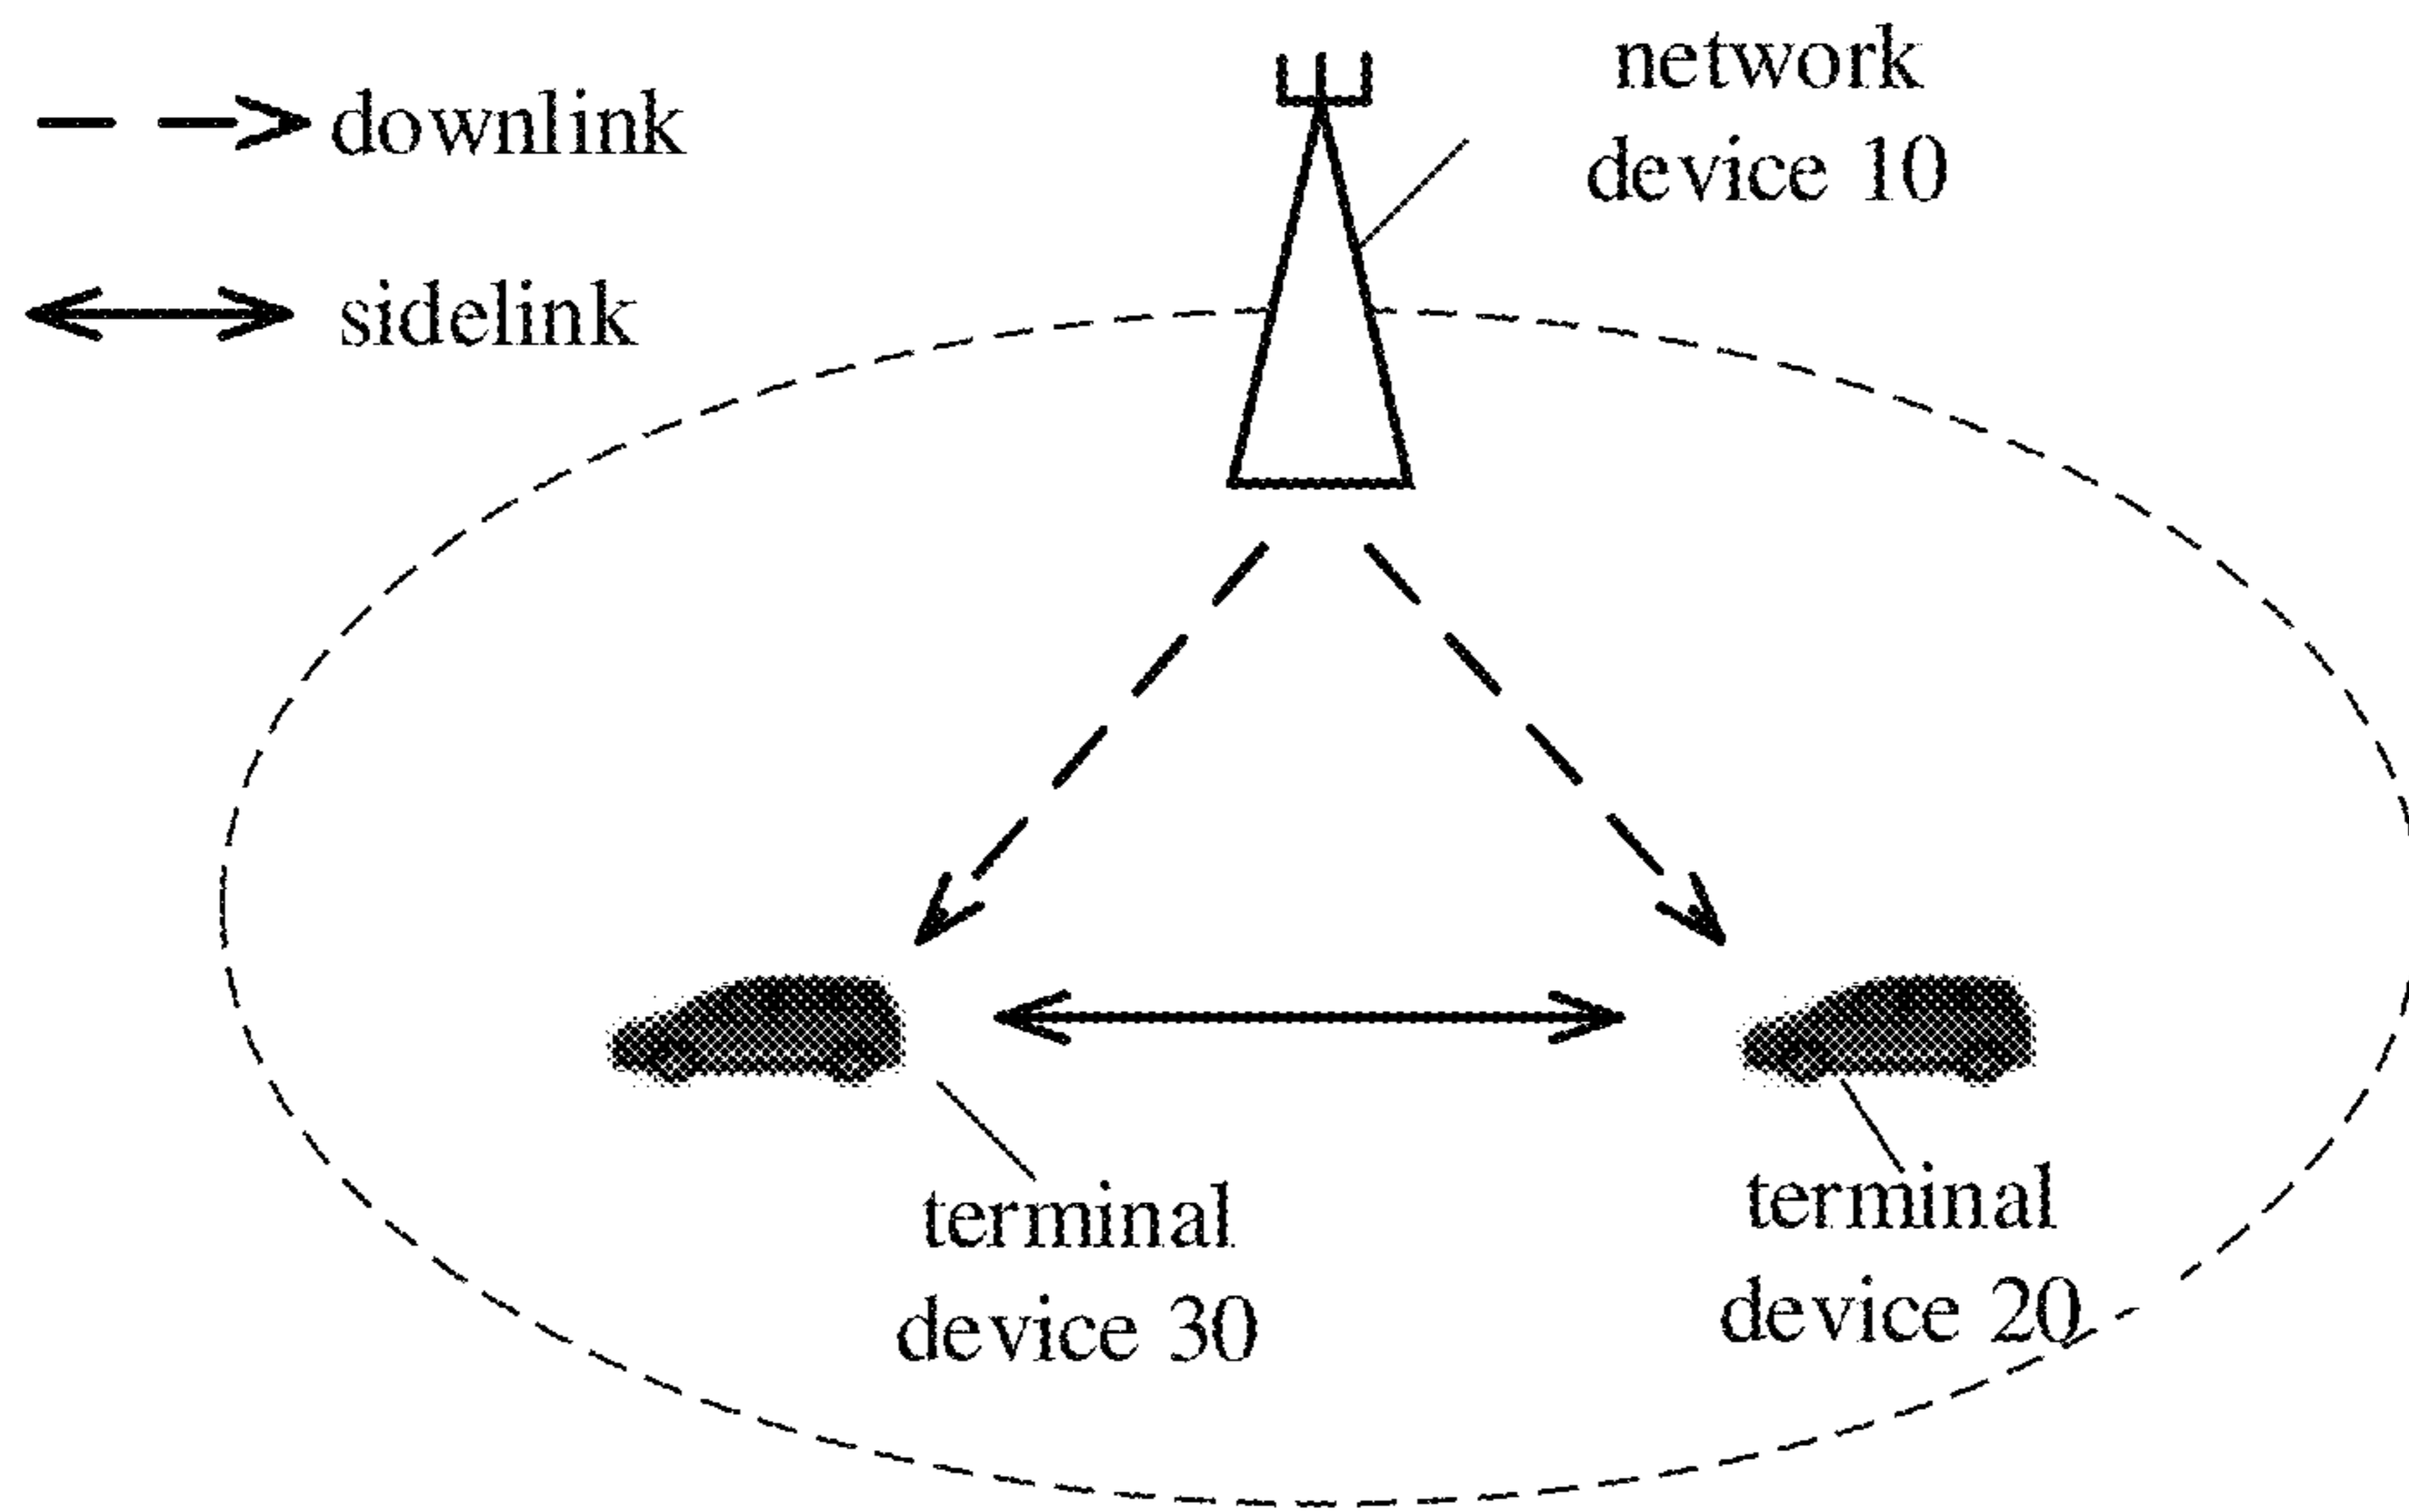 downlink
sidelink
network
device 10
terminal
device 30
terminal
device 20